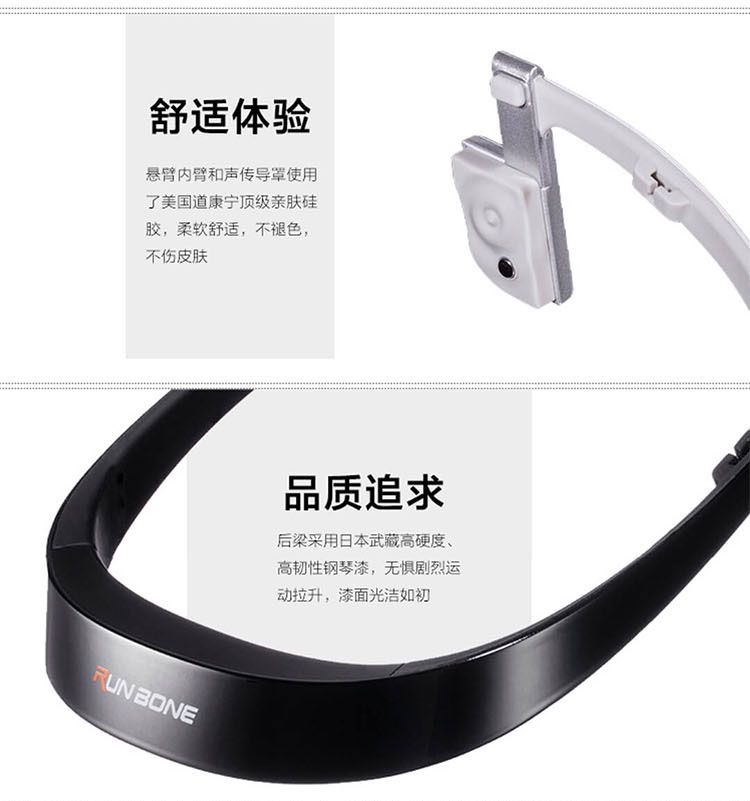 舒适体验
悬臂内臂和声传导罩使用
了美国道康宁顶级亲肤硅
胶，柔软舒适，不褪色，
不伤皮肤
品质追求
后梁采用日本武藏高硬度、
高韧性钢琴漆，无惧剧烈运
动拉升，漆面光洁如初
RUN BONE